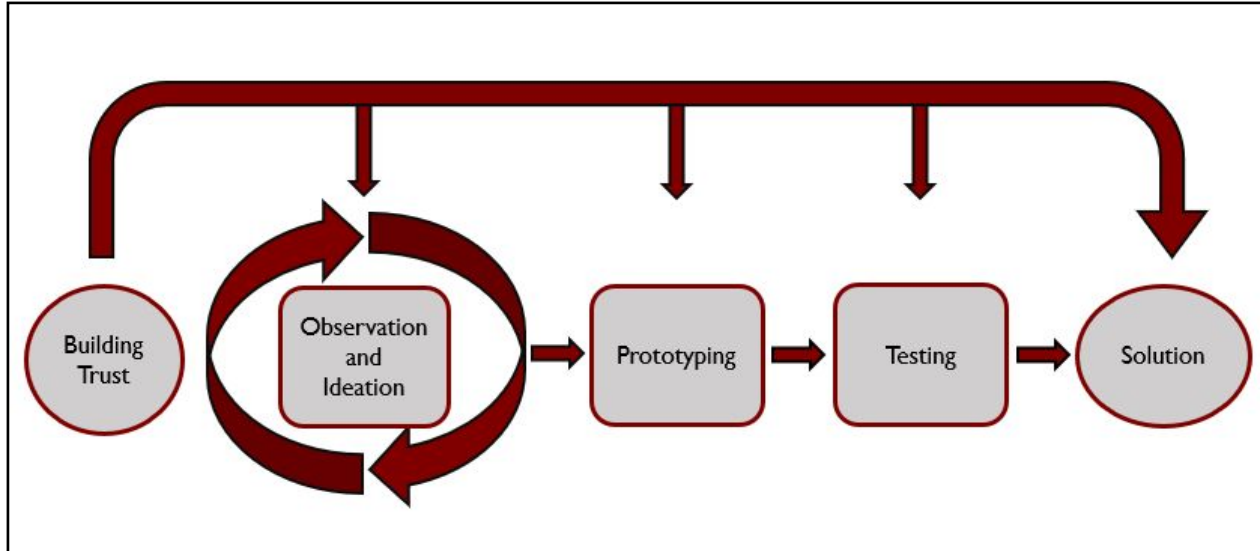 Building
Trust
Observation
and
Ideation
Prototyping
Testing
Solution